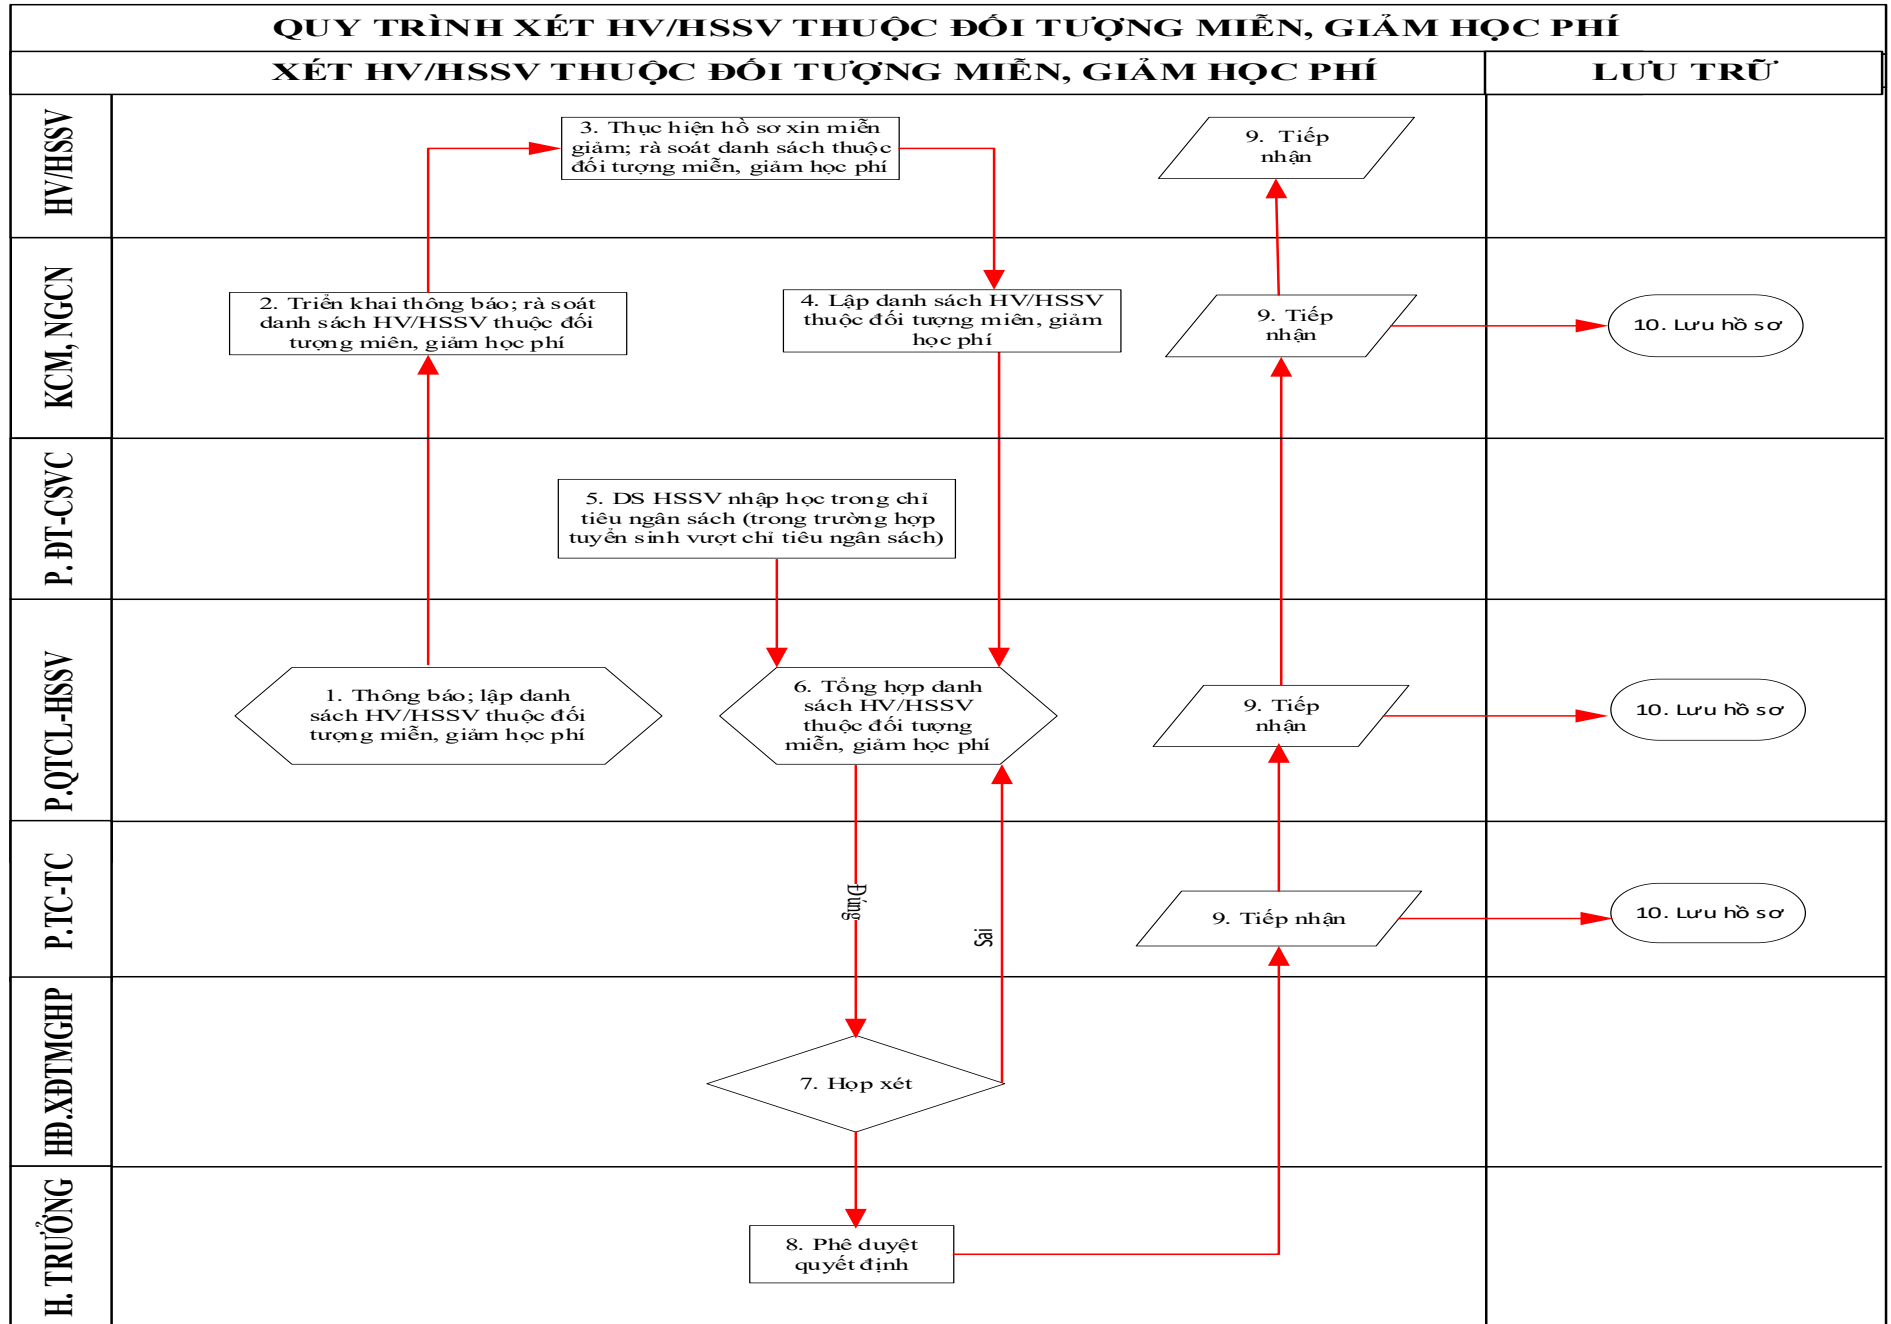 QUY TRÌNH XÉT HV/HSSV THUỘC ĐỐI TƯỢNG MIỄN, GIẢM HỌC PHÍ
XÉT HV/HSSV THUỘC ĐỐI TƯỢNG MIỄN, GIẢM HỌC PHÍ
LƯU TRỮ
HV/HSSV
3. Thực hiện hồ sơ xin miễn
giảm; rà soát danh sách thuộc
đối tượng miễn, giảm học phí
9. Tiếp
nhận
KCM, NGCN
2. Triển khai thông báo; rà soát
danh sách HV/HSSV thuộc đối
tượng miên, giảm học phí
4. Lập danh sách HV/HSSV
thuộc đối tượng miên, giảm
học phí
9. Tiếp
nhận
10. Lưu hồ sơ
P.ĐT-CSVC
5. DS HSSV nhập học trong chỉ
tiêu ngân sách (trong trường hợp
tuyển sinh vượt chỉ tiêu ngân sách)
P.QTCL-HSSV
1. Thông báo; lập danh
sách HV/HSSV thuộc đối
tượng miễn, giảm học phí
6. Tổng hợp danh
sách HV/HSSV
thuộc đối tượng
miễn, giảm học phí
9. Tiếp
nhận
10. Lưu hồ sơ
P.TC-TC
Đúng
Sai
9. Tiếp nhận
10. Lưu hồ sơ
HĐ.XĐTMGHP
7. Họp xét
H. TRƯỞNG
8. Phê duyệt
quyết định